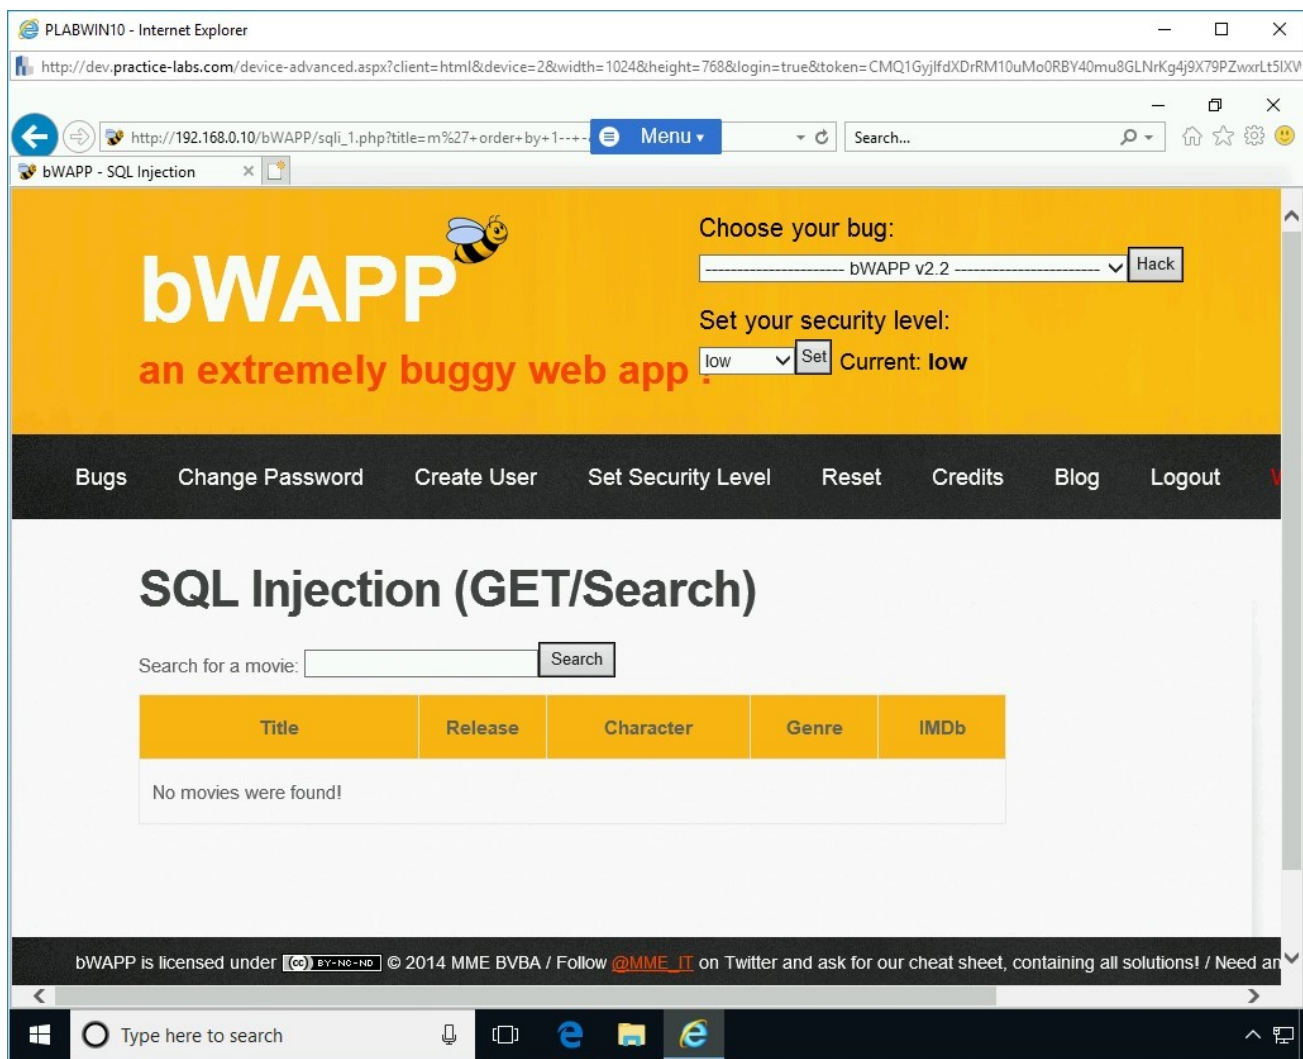 PLABWIN10 - Internet Explorer
http://dev.practice-labs.com/device-advanced.aspx?client=html&device=2&width=1024&height=768&login=true&token=CMQ1GyjlfdXDrRM10uMo0RBY40mu8GLNrKg4j9X79PZwxrLt5IXV
http://192.168.0.10/bWAPP/sqli_1.php?title=m%27+order+by+1--+-
Menu
Search...
bWAPP - SQL Injection
bWAPP
an extremely buggy web app !
Choose your bug:
---------------------- bWAPP v2.2 ----------------------- Hack
Set your security level:
low Set Current: low
Bugs Change Password Create User Set Security Level Reset Credits Blog Logout W
SQL Injection (GET/Search)
Search for a movie: Search
Title Release Character Genre IMDb
No movies were found!
bWAPP is licensed under (cc) BY-NC-ND © 2014 MME BVBA / Follow @MME_IT on Twitter and ask for our cheat sheet, containing all solutions! / Need an
Type here to search